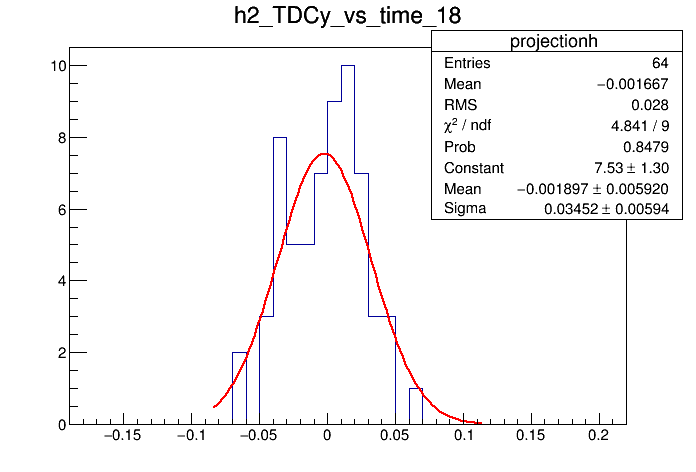 h2_TDCy_vs_time_18
projectionh
Entries 64
Mean −0.001667
RMS 0.028
χ² / ndf 4.841 / 9
Prob 0.8479
Constant 7.53 ± 1.30
Mean −0.001897 ± 0.005920
Sigma 0.03452 ± 0.00594
10
8
6
4
2
0
−0.15 −0.1 −0.05 0 0.05 0.1 0.15 0.2